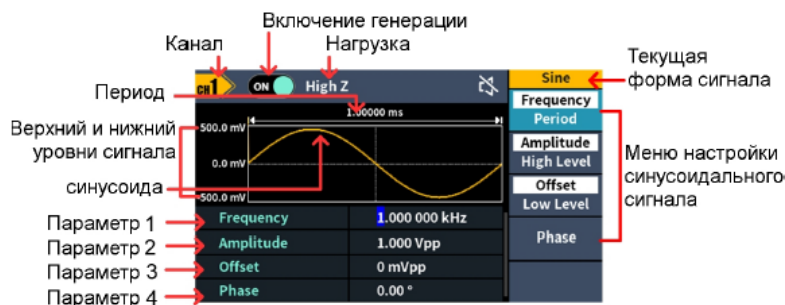 Включение генерации
Канал
Нагрузка
Текущая
форма сигнала
CH1
ON
High Z
Sine
Период
1.00000 ms
Frequency
Period
Верхний и нижний
уровни сигнала
500.0 mV
0.0 mV
-500.0 mV
Amplitude
High Level
Offset
Low Level
Phase
Меню настройки
синусоидального
сигнала
синусоида
Параметр 1
Frequency
1.000 000 kHz
Параметр 2
Amplitude
1.000 Vpp
Параметр 3
Offset
0 mVpp
Параметр 4
Phase
0.00 °